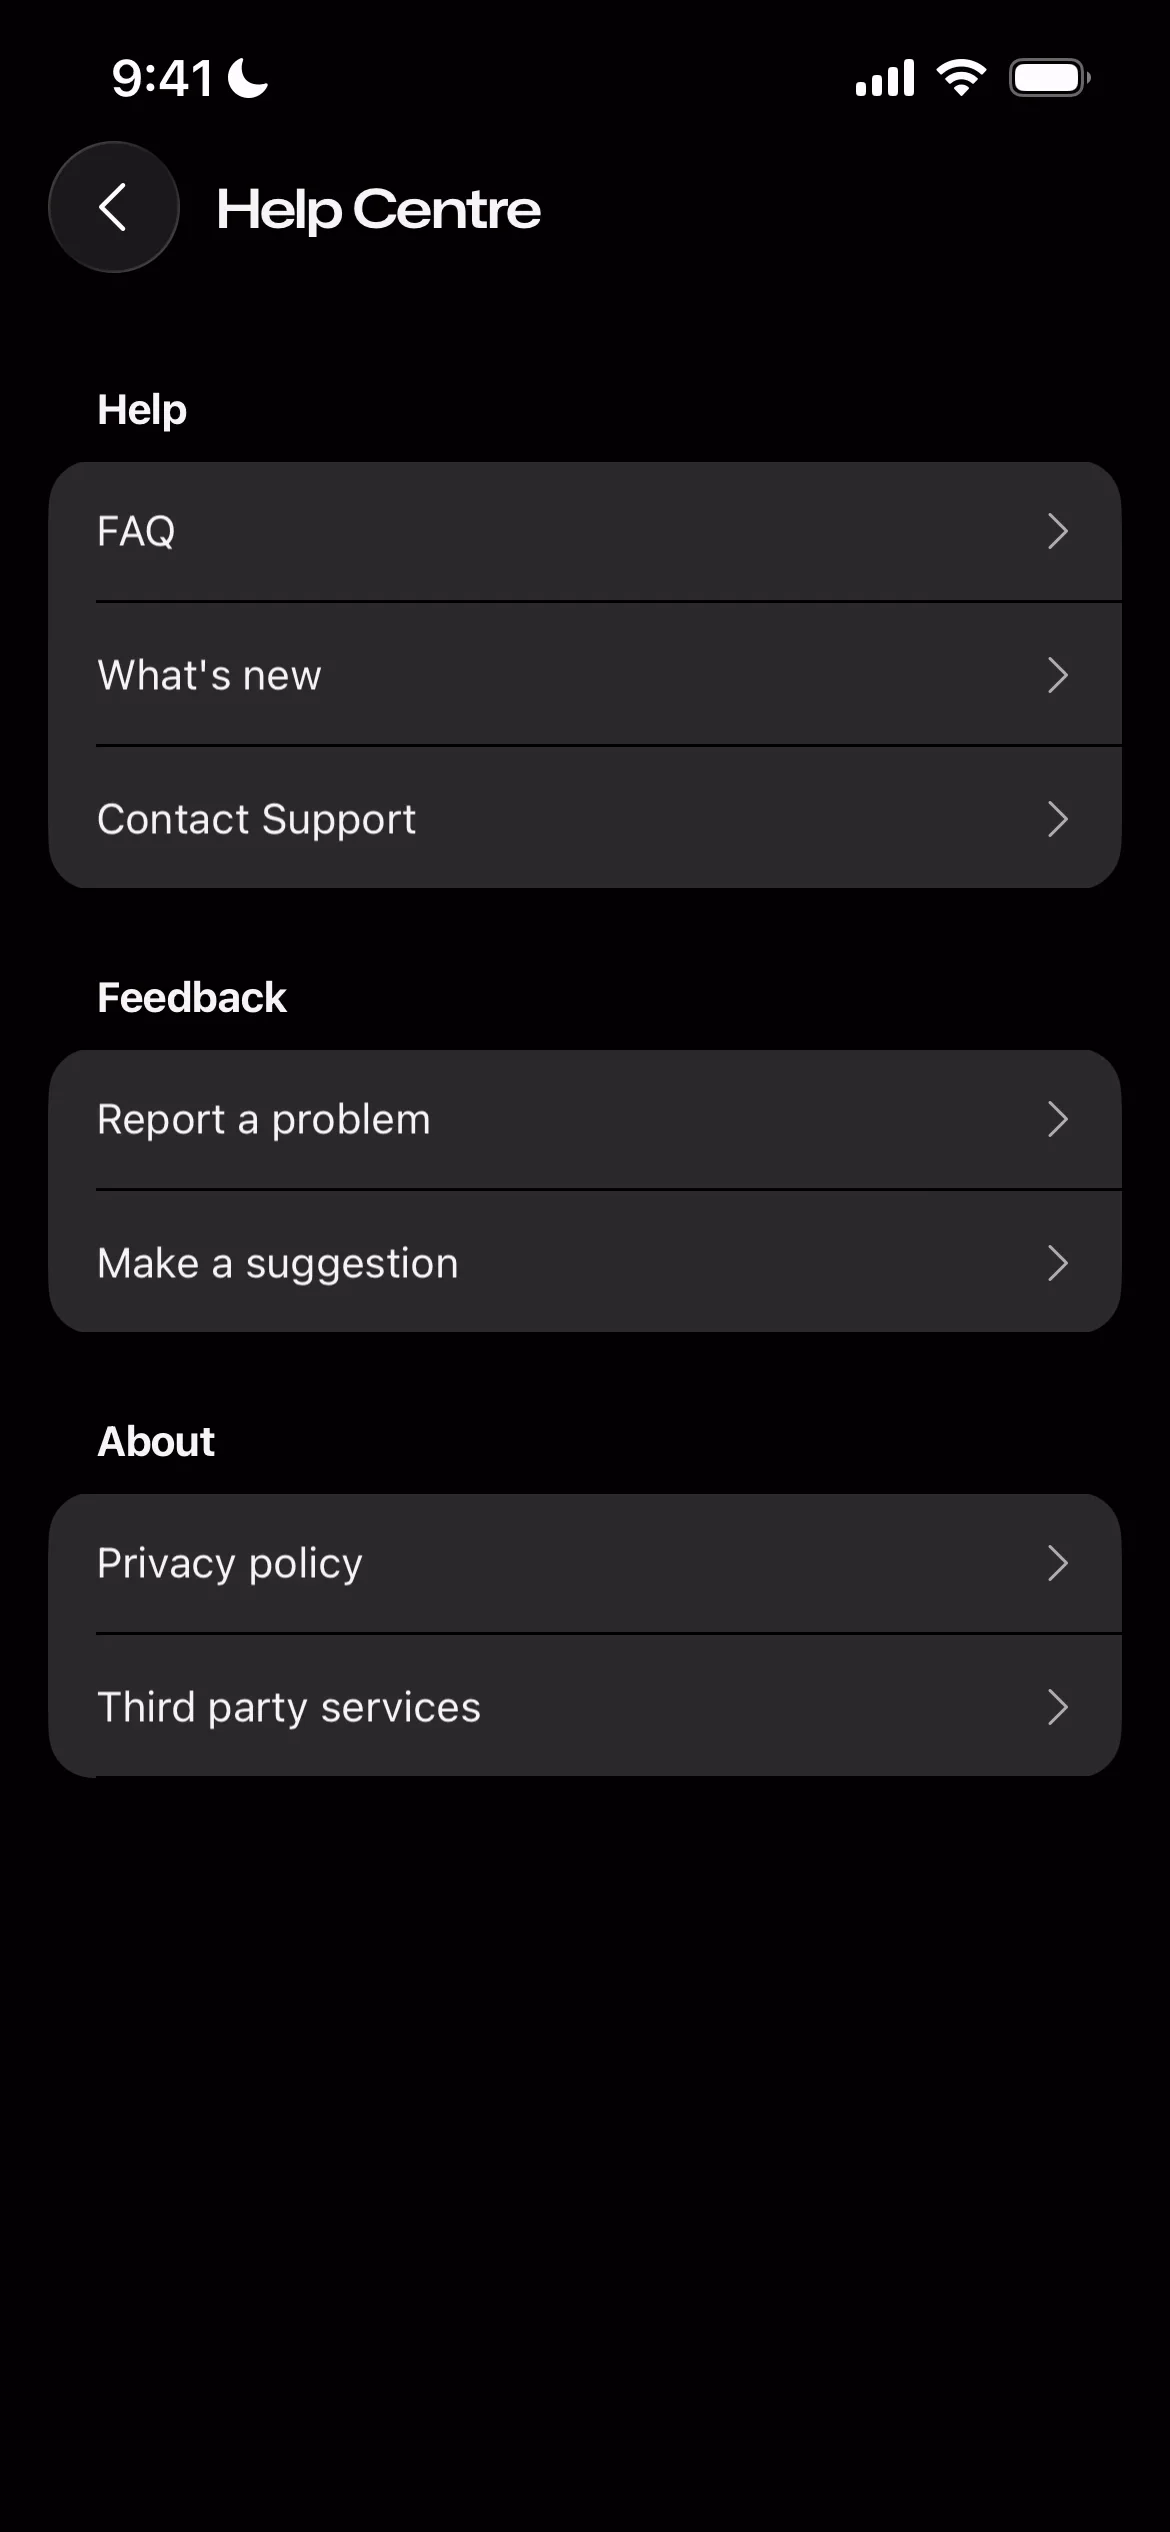 9:41
Help Centre
Help
FAQ
What's new
Contact Support
Feedback
Report a problem
Make a suggestion
About
Privacy policy
Third party services